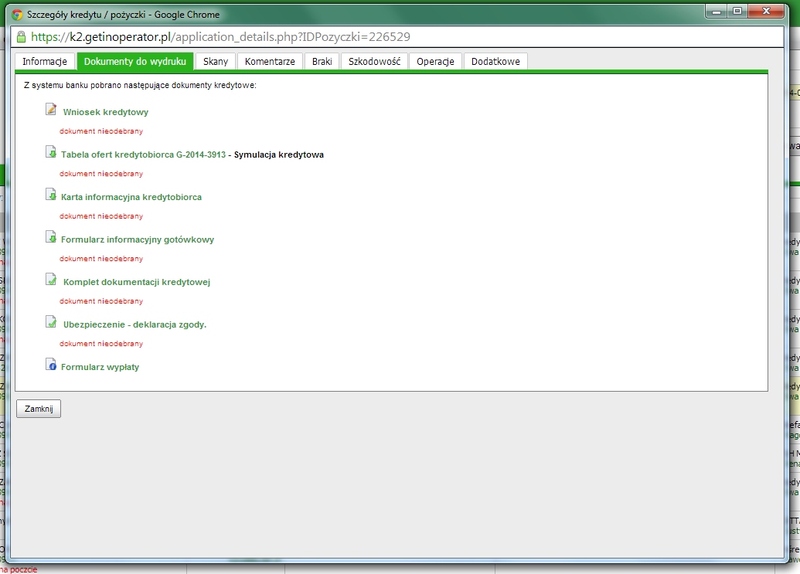 Szczegóły kredytu / pożyczki - Google Chrome
https://k2.getinoperator.pl/application_details.php?IDPozyczki=226529
Informacje Dokumenty do wydruku Skany Komentarze Braki Szkodowość Operacje Dodatkowe
Z systemu banku pobrano następujące dokumenty kredytowe:
Wniosek kredytowy
dokument nieodebrany
Tabela ofert kredytobiorca G-2014-3913 - Symulacja kredytowa
dokument nieodebrany
Karta informacyjna kredytobiorca
dokument nieodebrany
Formularz informacyjny gotówkowy
dokument nieodebrany
Komplet dokumentacji kredytowej
dokument nieodebrany
Ubezpieczenie - deklaracja zgody.
dokument nieodebrany
Formularz wypłaty
Zamknij
na poczcie